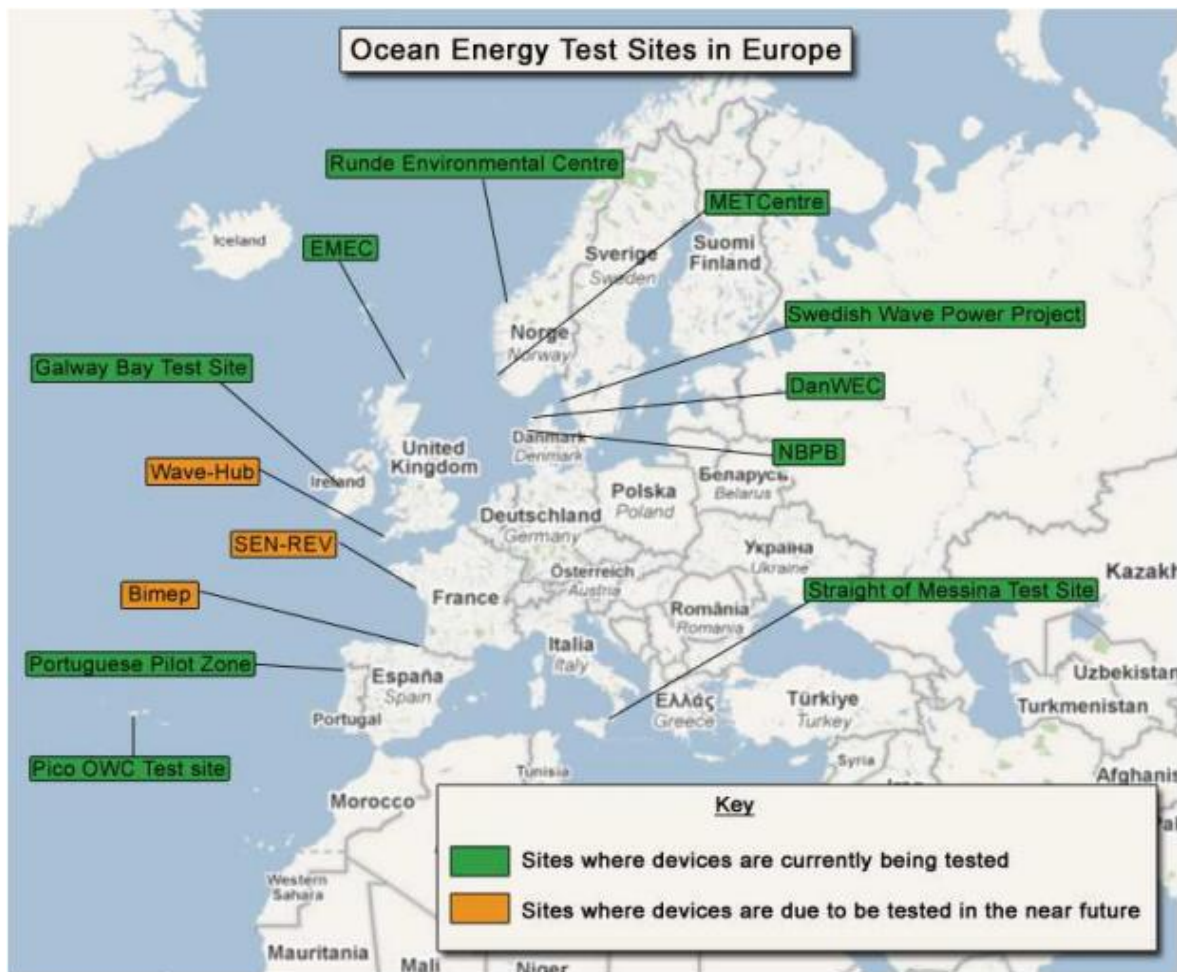 Ocean Energy Test Sites in Europe
Runde Environmental Centre
METCentre
Iceland
EMEC
Sverige
Sweden
Suomi
Finland
Swedish Wave Power Project
Norge
Norway
Galway Bay Test Site
DanWEC
Danmark
Denmark
NBPB
United
Kingdom
Wave-Hub
Ireland
Беларусь
Belarus
Polska
Poland
Deutschland
Germany
SEN-REV
Україна
Ukraine
Österreich
Austria
Kazakh
Bimep
France
Straight of Messina Test Site
România
Romania
Italia
Italy
Portuguese Pilot Zone
España
Spain
Uzbekistan
Ελλάς
Greece
Türkiye
Turkey
Turkmenistan
Portugal
Pico OWC Test site
Tunisia
Syria
Afghanis
Morocco
Key
Sites where devices are currently being tested
Sites where devices are due to be tested in the near future
Western
Sahara
Mauritania
Mali
Niger